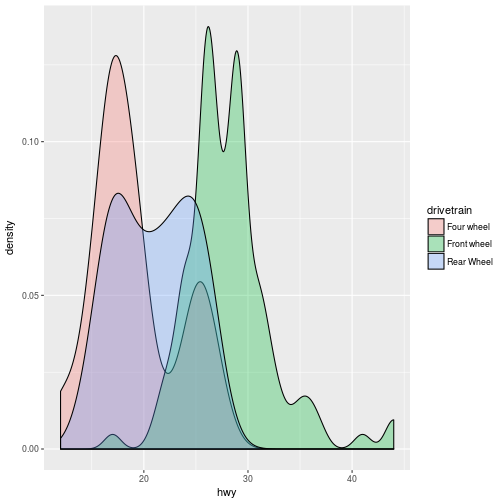 density
0.10
0.05
0.00
20
30
40
hwy
drivetrain
Four wheel
Front wheel
Rear Wheel